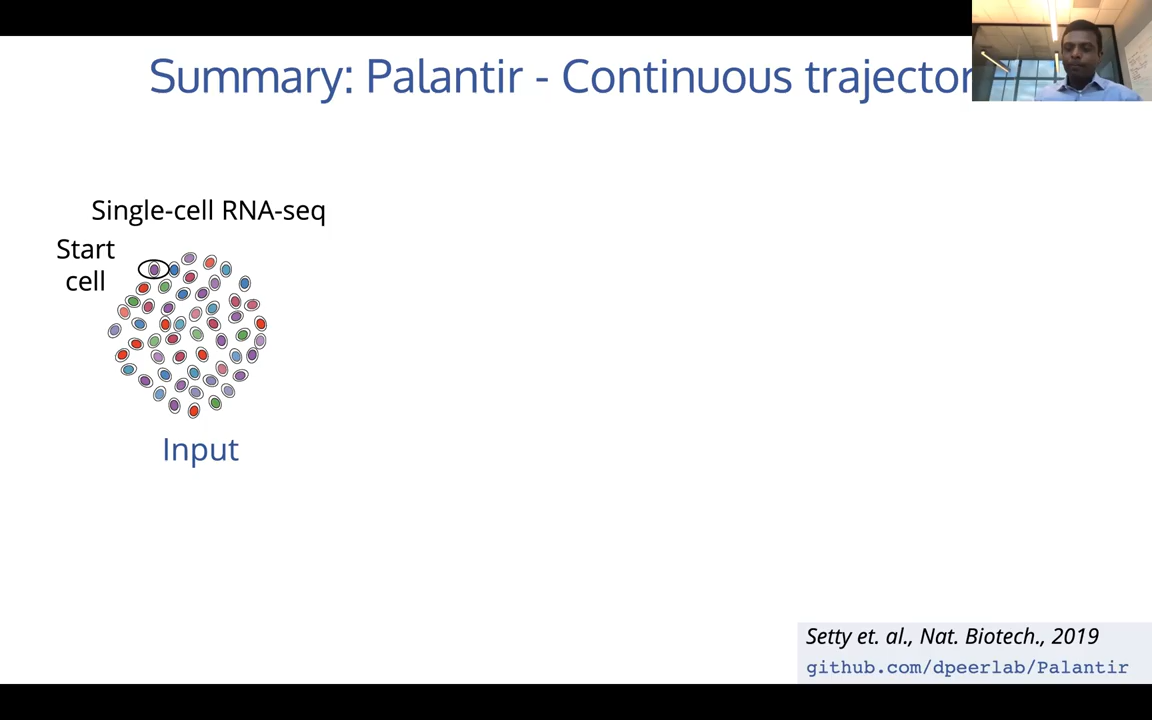 Summary: Palantir - Continuous trajector
Single-cell RNA-seq
Start
cell
Input
Setty et. al., Nat. Biotech., 2019
github.com/dpeerlab/Palantir